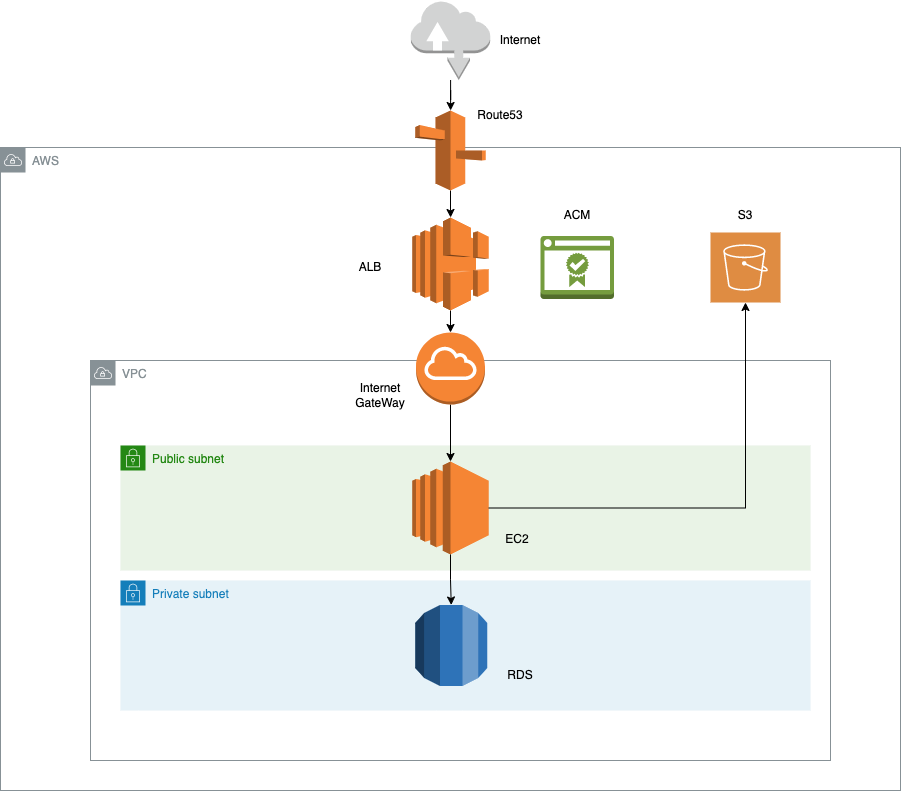 Internet
Route53
AWS
ACM
S3
ALB
VPC
Internet
GateWay
Public subnet
EC2
Private subnet
RDS